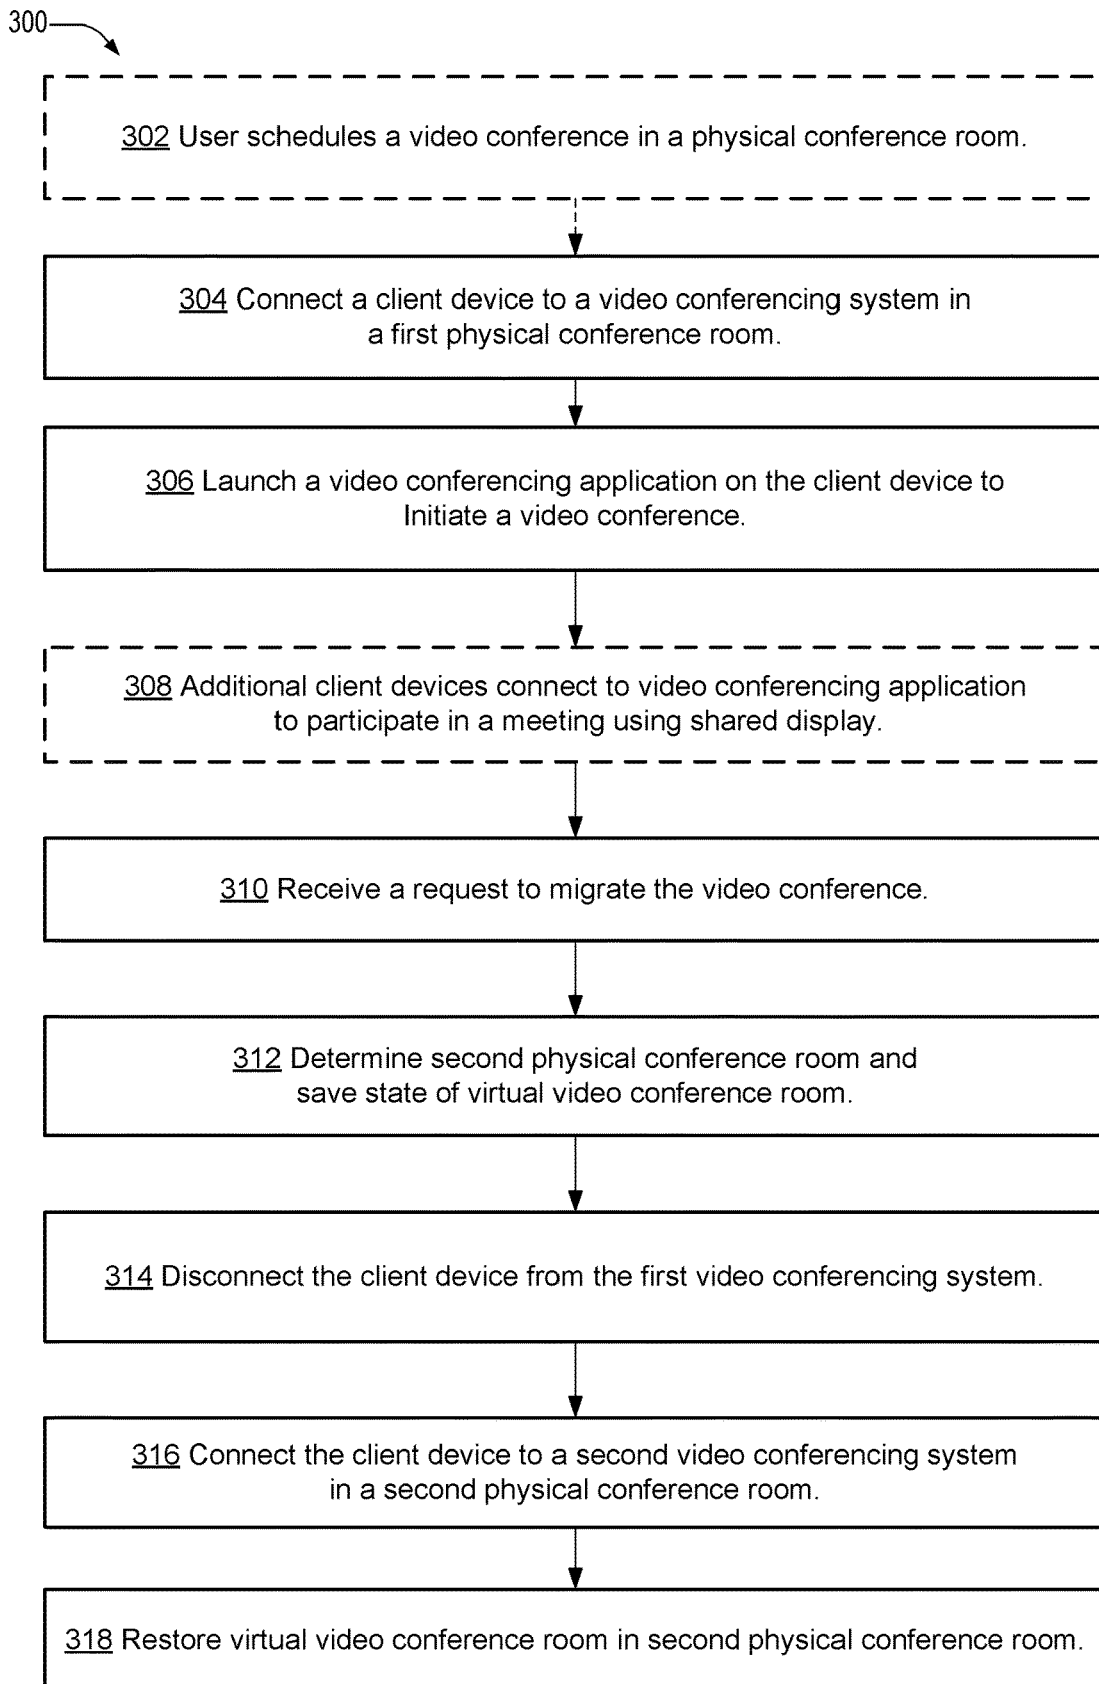 300
302 User schedules a video conference in a physical conference room.
304 Connect a client device to a video conferencing system in
a first physical conference room.
306 Launch a video conferencing application on the client device to
Initiate a video conference.
308 Additional client devices connect to video conferencing application
to participate in a meeting using shared display.
310 Receive a request to migrate the video conference.
312 Determine second physical conference room and
save state of virtual video conference room.
314 Disconnect the client device from the first video conferencing system.
316 Connect the client device to a second video conferencing system
in a second physical conference room.
318 Restore virtual video conference room in second physical conference room.